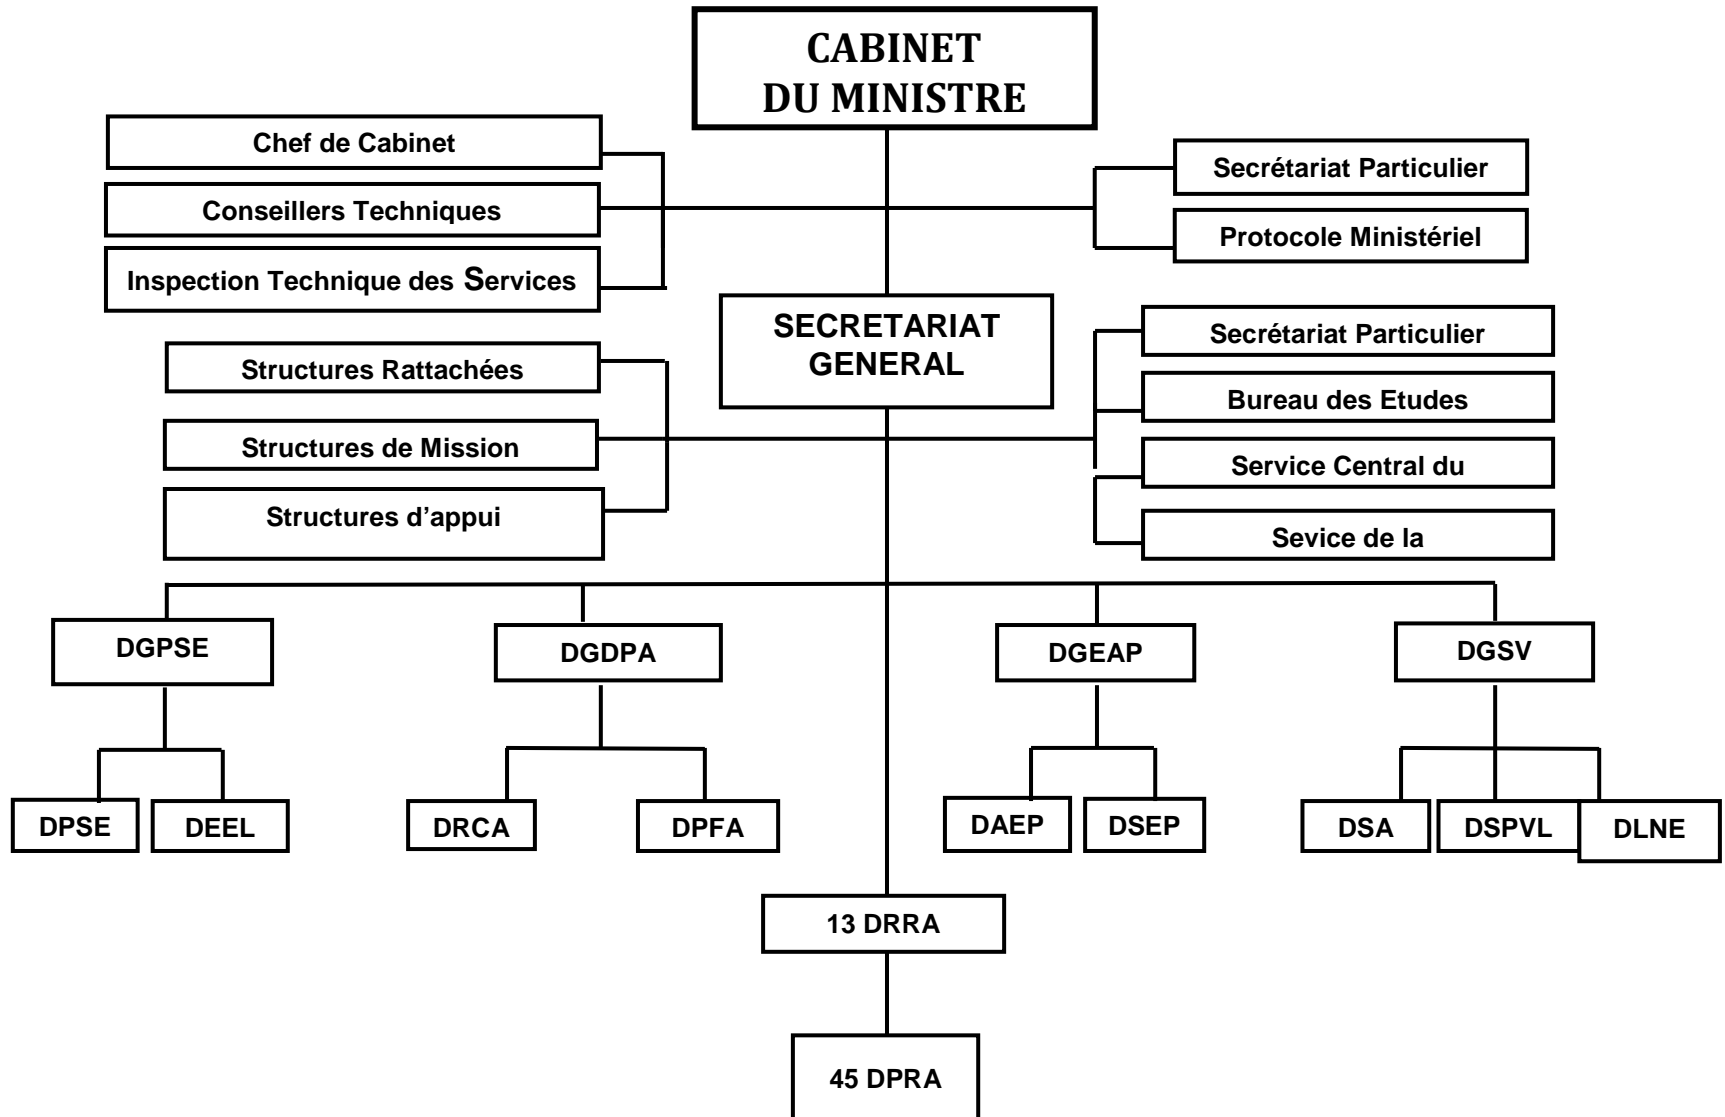 CABINET
DU MINISTRE
Chef de Cabinet
Conseillers Techniques
Inspection Technique des Services
Secrétariat Particulier
Protocole Ministériel
SECRETARIAT
GENERAL
Structures Rattachées
Structures de Mission
Structures d'appui
Secrétariat Particulier
Bureau des Etudes
Service Central du
Sevice de la
DGPSE
DGDPA
DGEAP
DGSV
DPSE
DEEL
DRCA
DPFA
DAEP
DSEP
DSA
DSPVL
DLNE
13 DRRA
45 DPRA